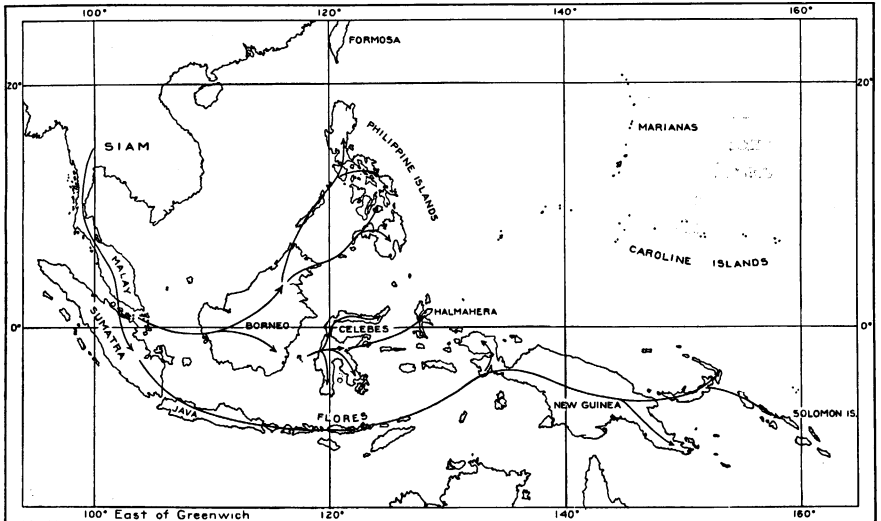 100° 120° 140° 160°
FORMOSA
20° 20°
MARIANAS
SIAM
PHILIPPINE ISLANDS
CAROLINE ISLANDS
MALAY
HALMAHERA
SUMATRA
0° BORNEO CELEBES 0°
NEW GUINEA
JAVA FLORES SOLOMON IS.
100° East of Greenwich 120° 140° 160°